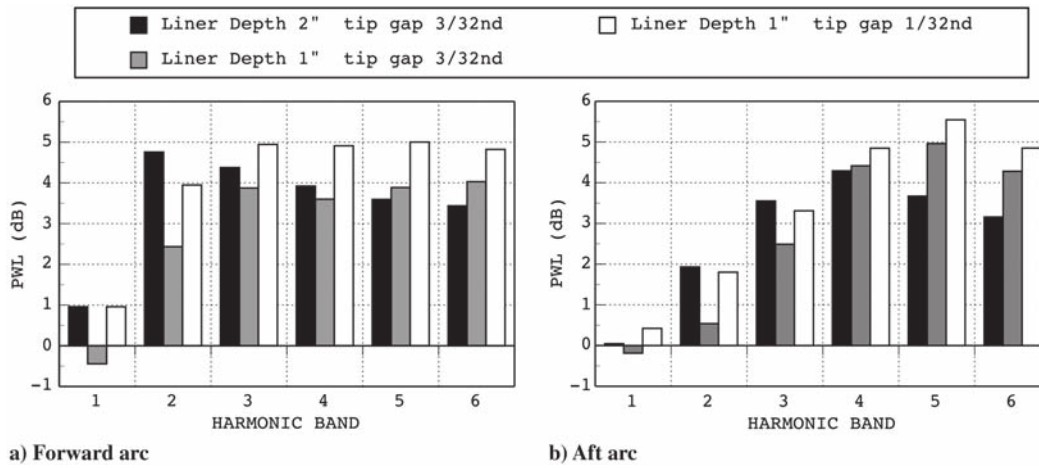 Liner Depth 2" tip gap 3/32nd
Liner Depth 1" tip gap 1/32nd
Liner Depth 1" tip gap 3/32nd
6
5
4
3
2
1
0
−1
PWL (dB)
1 2 3 4 5 6
HARMONIC BAND
a) Forward arc
6
5
4
3
2
1
0
−1
PWL (dB)
1 2 3 4 5 6
HARMONIC BAND
b) Aft arc